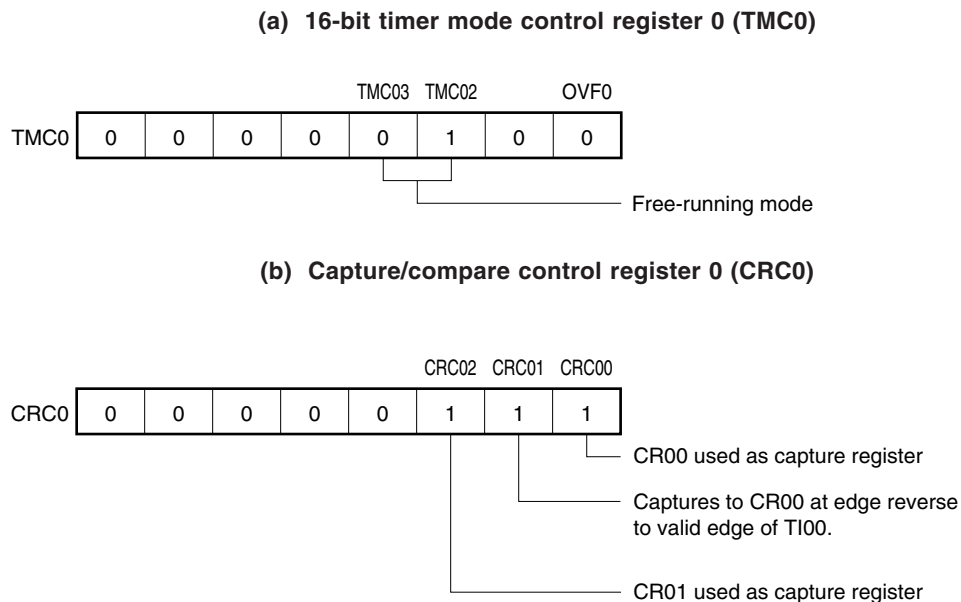 (a) 16-bit timer mode control register 0 (TMC0)
TMC03 TMC02 OVF0
TMC0 0 0 0 0 0 1 0 0
Free-running mode
(b) Capture/compare control register 0 (CRC0)
CRC02 CRC01 CRC00
CRC0 0 0 0 0 0 1 1 1
CR00 used as capture register
Captures to CR00 at edge reverse
to valid edge of TI00.
CR01 used as capture register